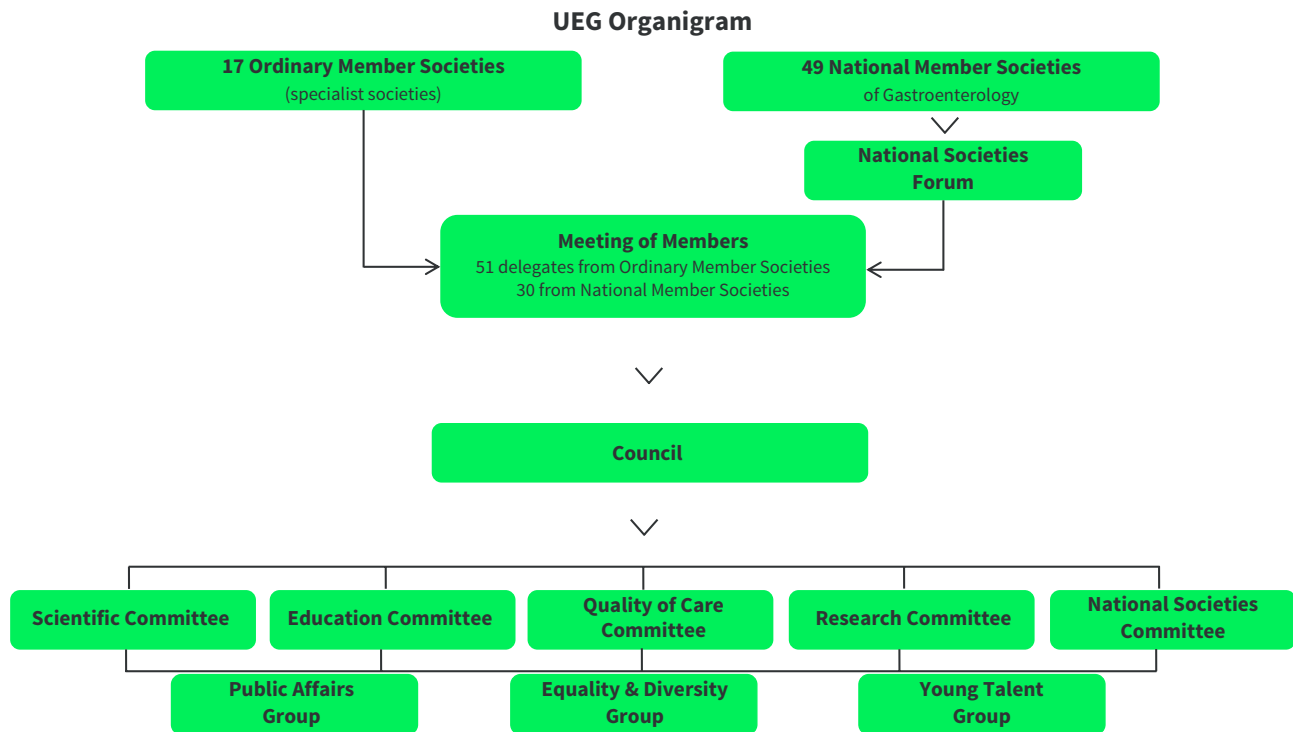 UEG Organigram
17 Ordinary Member Societies
(specialist societies)
49 National Member Societies
of Gastroenterology
National Societies
Forum
Meeting of Members
51 delegates from Ordinary Member Societies
30 from National Member Societies
Council
Scientific Committee
Education Committee
Quality of Care
Committee
Research Committee
National Societies
Committee
Public Affairs
Group
Equality & Diversity
Group
Young Talent
Group